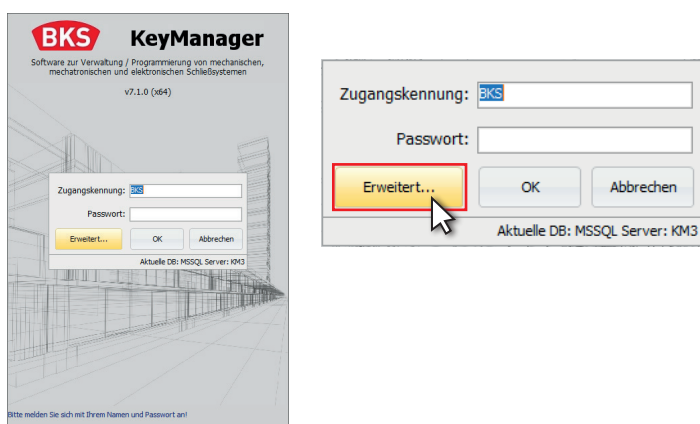 BKS KeyManager
Software zur Verwaltung / Programmierung von mechanischen,
mechatronischen und elektronischen Schließsystemen
v7.1.0 (x64)
Zugangskennung: BKS
Passwort:
Erweitert... OK Abbrechen
Aktuelle DB: MSSQL Server: KM3
Bitte melden Sie sich mit Ihrem Namen und Passwort an!
Zugangskennung: BKS
Passwort:
Erweitert... OK Abbrechen
Aktuelle DB: MSSQL Server: KM3